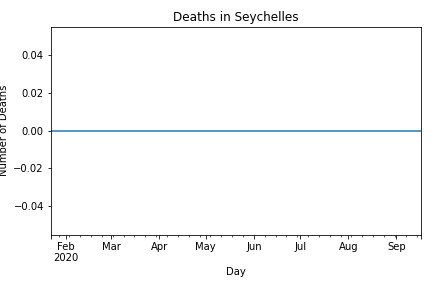 Deaths in Seychelles
Number of Deaths
0.04
0.02
0.00
−0.02
−0.04
Feb Mar Apr May Jun Jul Aug Sep
2020
Day